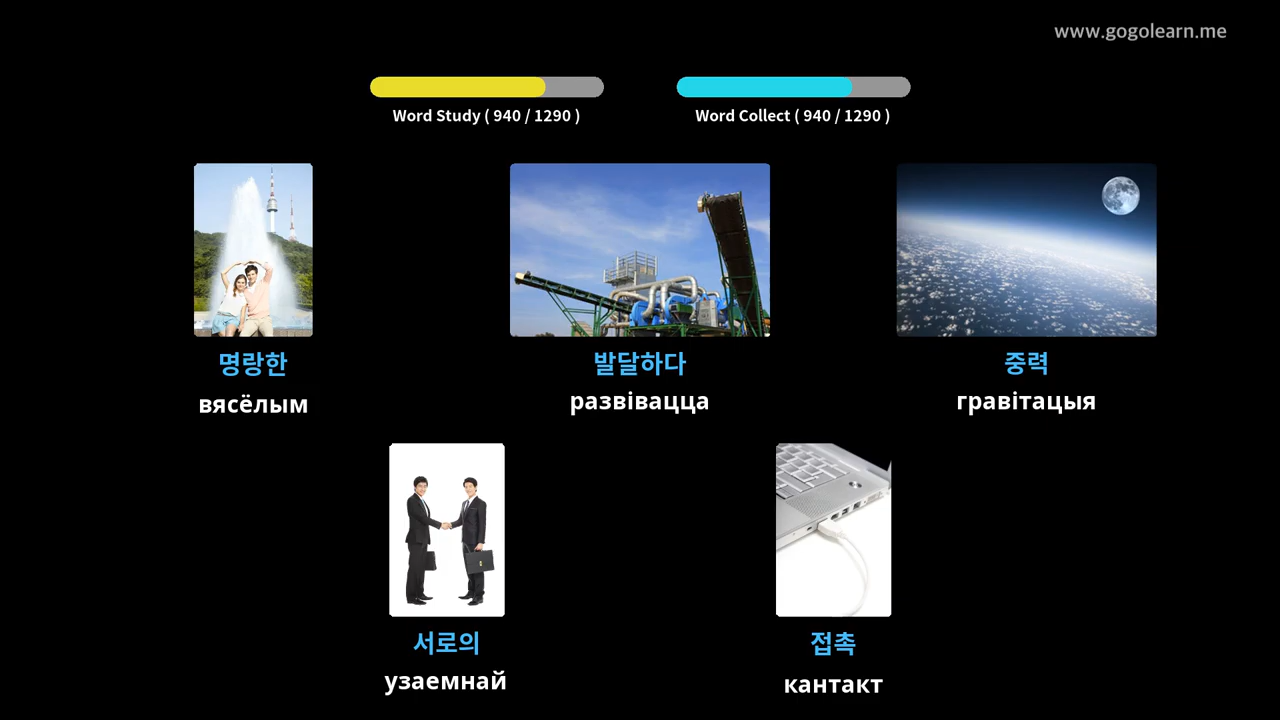 www.gogolearn.me
Word Study ( 940 / 1290 )
Word Collect ( 940 / 1290 )
명랑한
вясёлым
발달하다
развівацца
중력
гравітацыя
서로의
узаемнай
접촉
кантакт